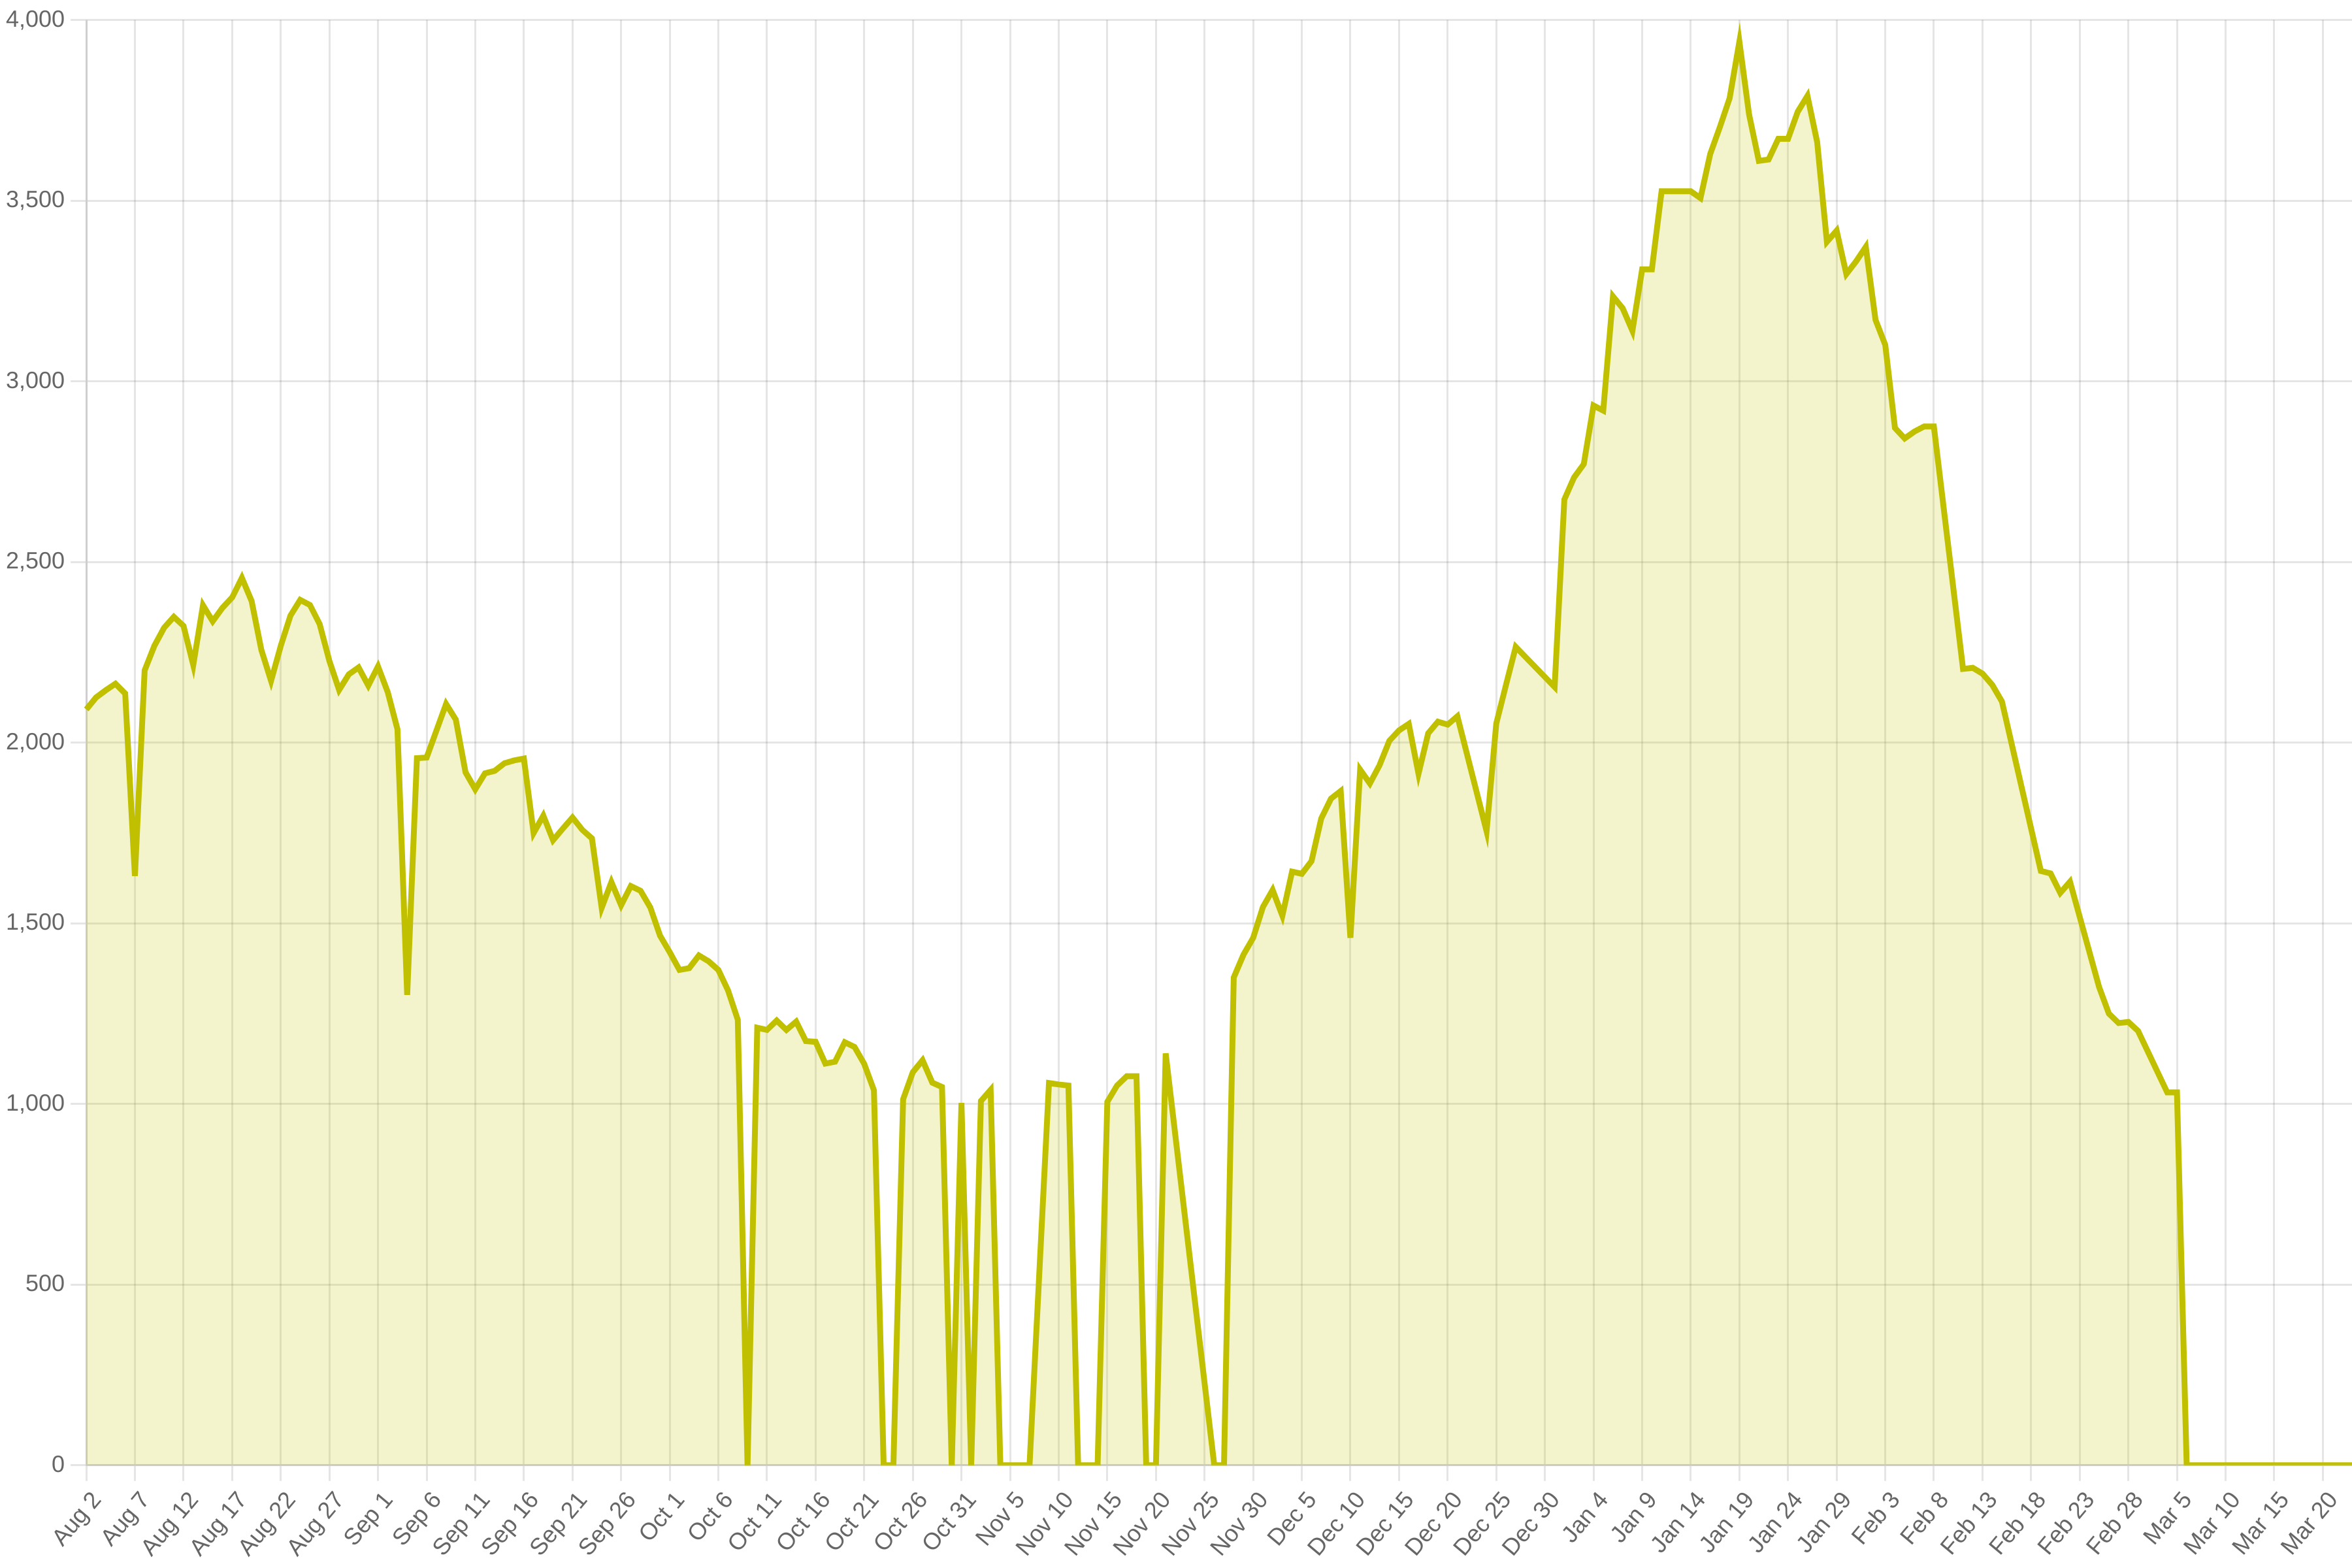 4,000
3,500
3,000
2,500
2,000
1,500
1,000
500
0
Aug 2
Aug 7
Aug 12
Aug 17
Aug 22
Aug 27
Sep 1
Sep 6
Sep 11
Sep 16
Sep 21
Sep 26
Oct 1
Oct 6
Oct 11
Oct 16
Oct 21
Oct 26
Oct 31
Nov 5
Nov 10
Nov 15
Nov 20
Nov 25
Nov 30
Dec 5
Dec 10
Dec 15
Dec 20
Dec 25
Dec 30
Jan 4
Jan 9
Jan 14
Jan 19
Jan 24
Jan 29
Feb 3
Feb 8
Feb 13
Feb 18
Feb 23
Feb 28
Mar 5
Mar 10
Mar 15
Mar 20